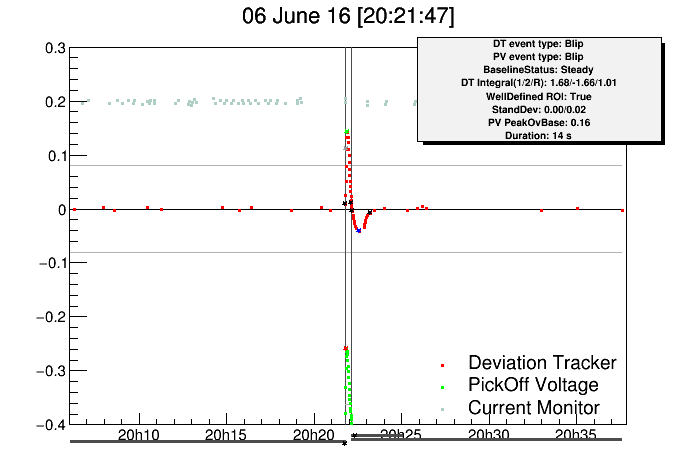 06 June 16 [20:21:47]
DT event type: Blip
PV event type: Blip
BaselineStatus: Steady
DT Integral(1/2/R): 1.68/-1.66/1.01
WellDefined ROI: True
StandDev: 0.00/0.02
PV PeakOvBase: 0.16
Duration: 14 s
0.3
0.2
0.1
0
−0.1
−0.2
−0.3
−0.4
Deviation Tracker
PickOff Voltage
Current Monitor
20h10 20h15 20h20 20h25 20h30 20h35